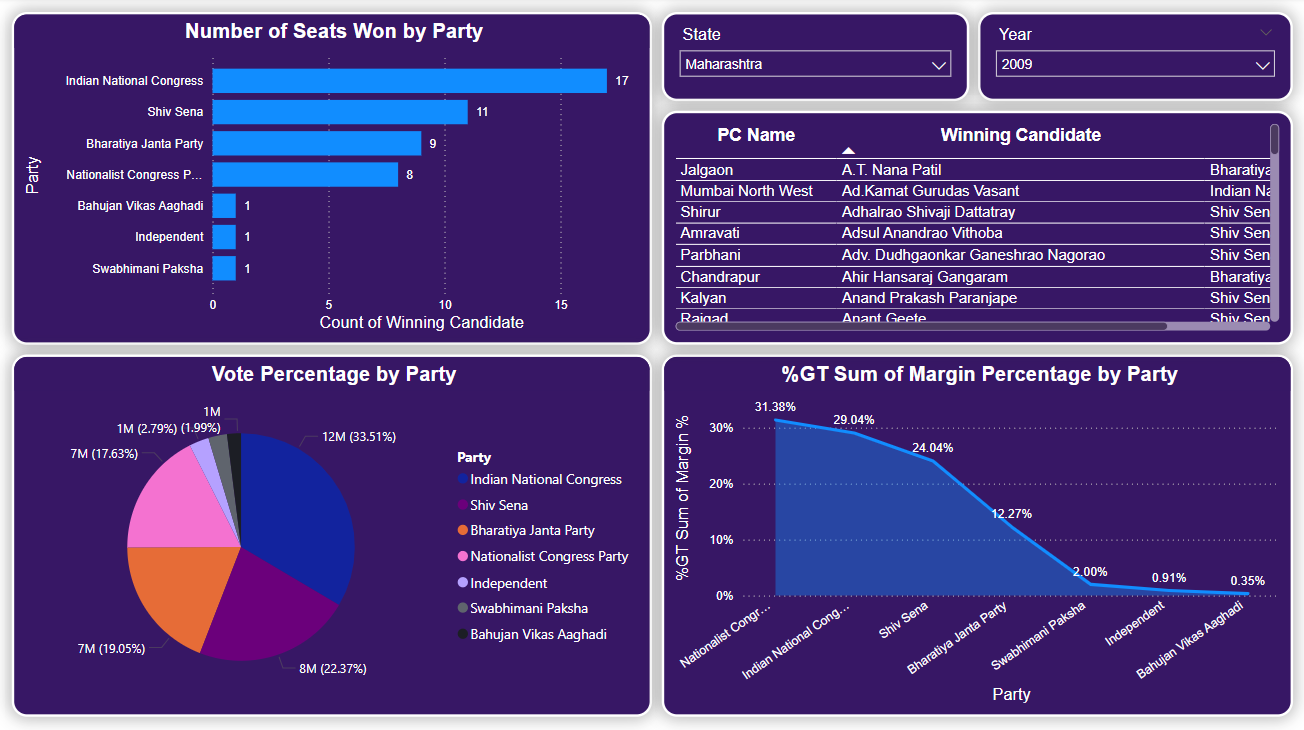 Number of Seats Won by Party
Party
Indian National Congress 17
Shiv Sena 11
Bharatiya Janta Party 9
Nationalist Congress P... 8
Bahujan Vikas Aaghadi 1
Independent 1
Swabhimani Paksha 1
0 5 10 15
Count of Winning Candidate
State
Maharashtra
Year
2009
PC Name Winning Candidate
Jalgaon A.T. Nana Patil Bharatiya
Mumbai North West Ad.Kamat Gurudas Vasant Indian Na
Shirur Adhalrao Shivaji Dattatray Shiv Sen
Amravati Adsul Anandrao Vithoba Shiv Sen
Parbhani Adv. Dudhgaonkar Ganeshrao Nagorao Shiv Sen
Chandrapur Ahir Hansaraj Gangaram Bharatiya
Kalyan Anand Prakash Paranjape Shiv Sen
Raigad Anant Geete Shiv Sen
Vote Percentage by Party
1M
1M (2.79%) (1.99%)
12M (33.51%)
7M (17.63%)
7M (19.05%)
8M (22.37%)
Party
Indian National Congress
Shiv Sena
Bharatiya Janta Party
Nationalist Congress Party
Independent
Swabhimani Paksha
Bahujan Vikas Aaghadi
%GT Sum of Margin Percentage by Party
%GT Sum of Margin %
30%
20%
10%
0%
31.38%
29.04%
24.04%
12.27%
2.00%
0.91%
0.35%
Nationalist Congr...
Indian National Cong...
Shiv Sena
Bharatiya Janta Party
Swabhimani Paksha
Independent
Bahujan Vikas Aaghadi
Party